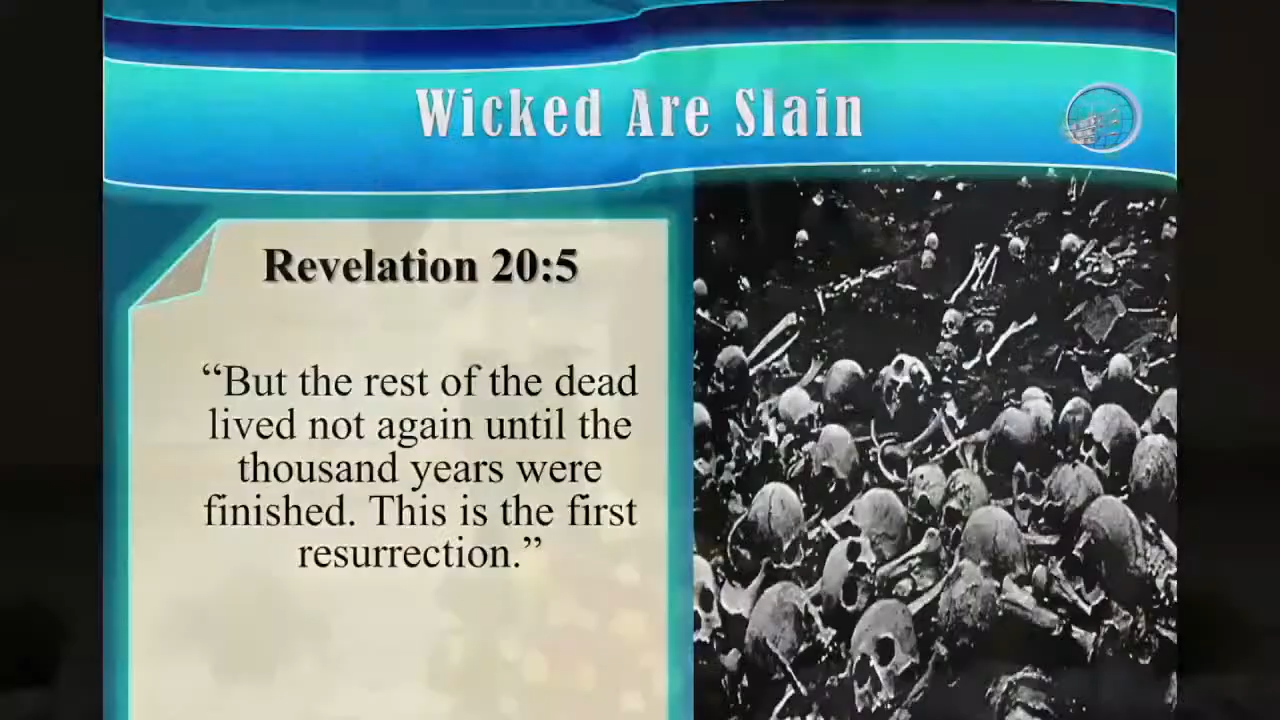 Wicked Are Slain
Revelation 20:5
“But the rest of the dead
lived not again until the
thousand years were
finished. This is the first
resurrection.”